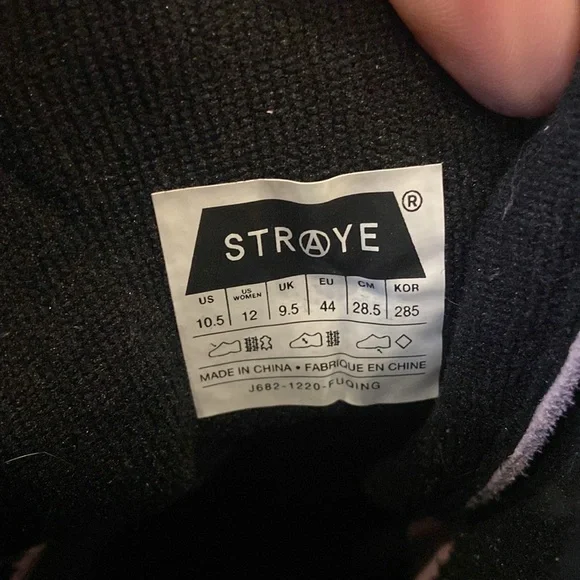 STRAYE ®
US US WOMEN UK EU CM KOR
10.5 12 9.5 44 28.5 285
MADE IN CHINA • FABRIQUE EN CHINE
J682-1220-FUQING